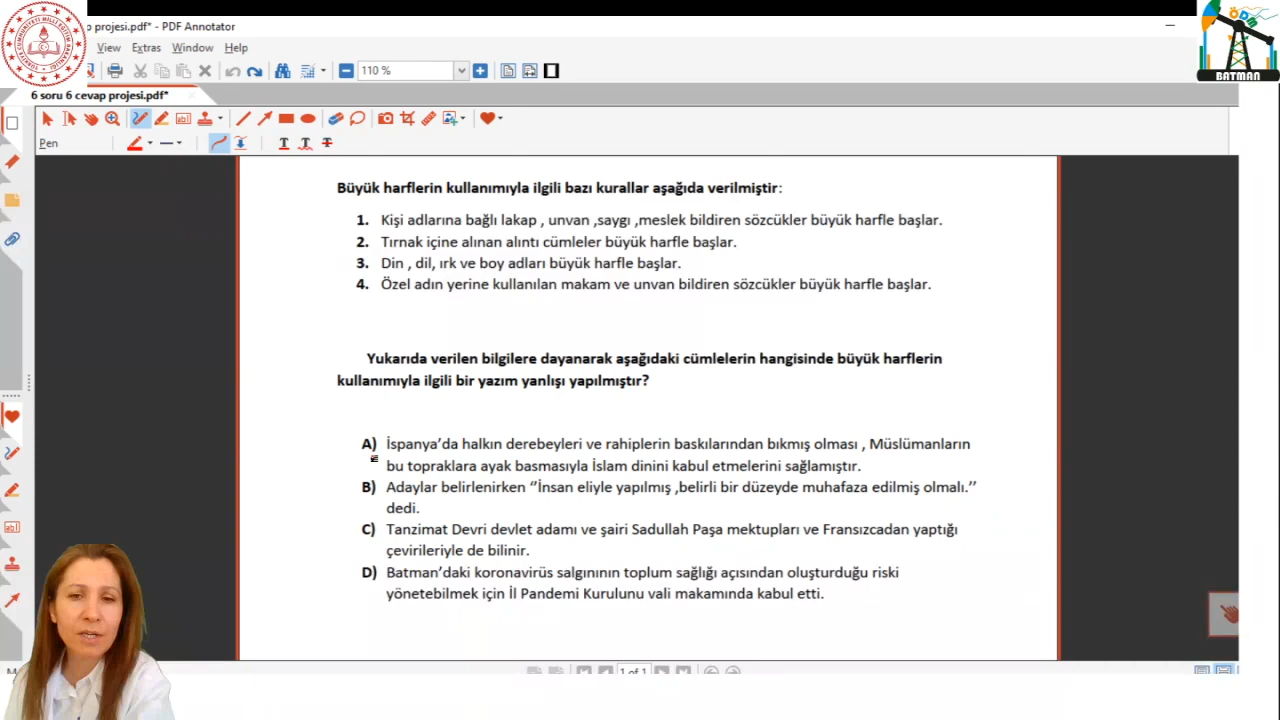 p projesi.pdf* - PDF Annotator
View Extras Window Help
110 %
6 soru 6 cevap projesi.pdf*
Pen
Büyük harflerin kullanımıyla ilgili bazı kurallar aşağıda verilmiştir:
1. Kişi adlarına bağlı lakap , unvan ,saygı ,meslek bildiren sözcükler büyük harfle başlar.
2. Tırnak içine alınan alıntı cümleler büyük harfle başlar.
3. Din , dil, ırk ve boy adları büyük harfle başlar.
4. Özel adın yerine kullanılan makam ve unvan bildiren sözcükler büyük harfle başlar.
Yukarıda verilen bilgilere dayanarak aşağıdaki cümlelerin hangisinde büyük harflerin
kullanımıyla ilgili bir yazım yanlışı yapılmıştır?
A) İspanya’da halkın derebeyleri ve rahiplerin baskılarından bıkmış olması , Müslümanların
bu topraklara ayak basmasıyla İslam dinini kabul etmelerini sağlamıştır.
B) Adaylar belirlenirken ‘’İnsan eliyle yapılmış ,belirli bir düzeyde muhafaza edilmiş olmalı.’’
dedi.
C) Tanzimat Devri devlet adamı ve şairi Sadullah Paşa mektupları ve Fransızcadan yaptığı
çevirileriyle de bilinir.
D) Batman’daki koronavirüs salgınının toplum sağlığı açısından oluşturduğu riski
yönetebilmek için İl Pandemi Kurulunu vali makamında kabul etti.
1 of 1
ÖDS
BATMAN